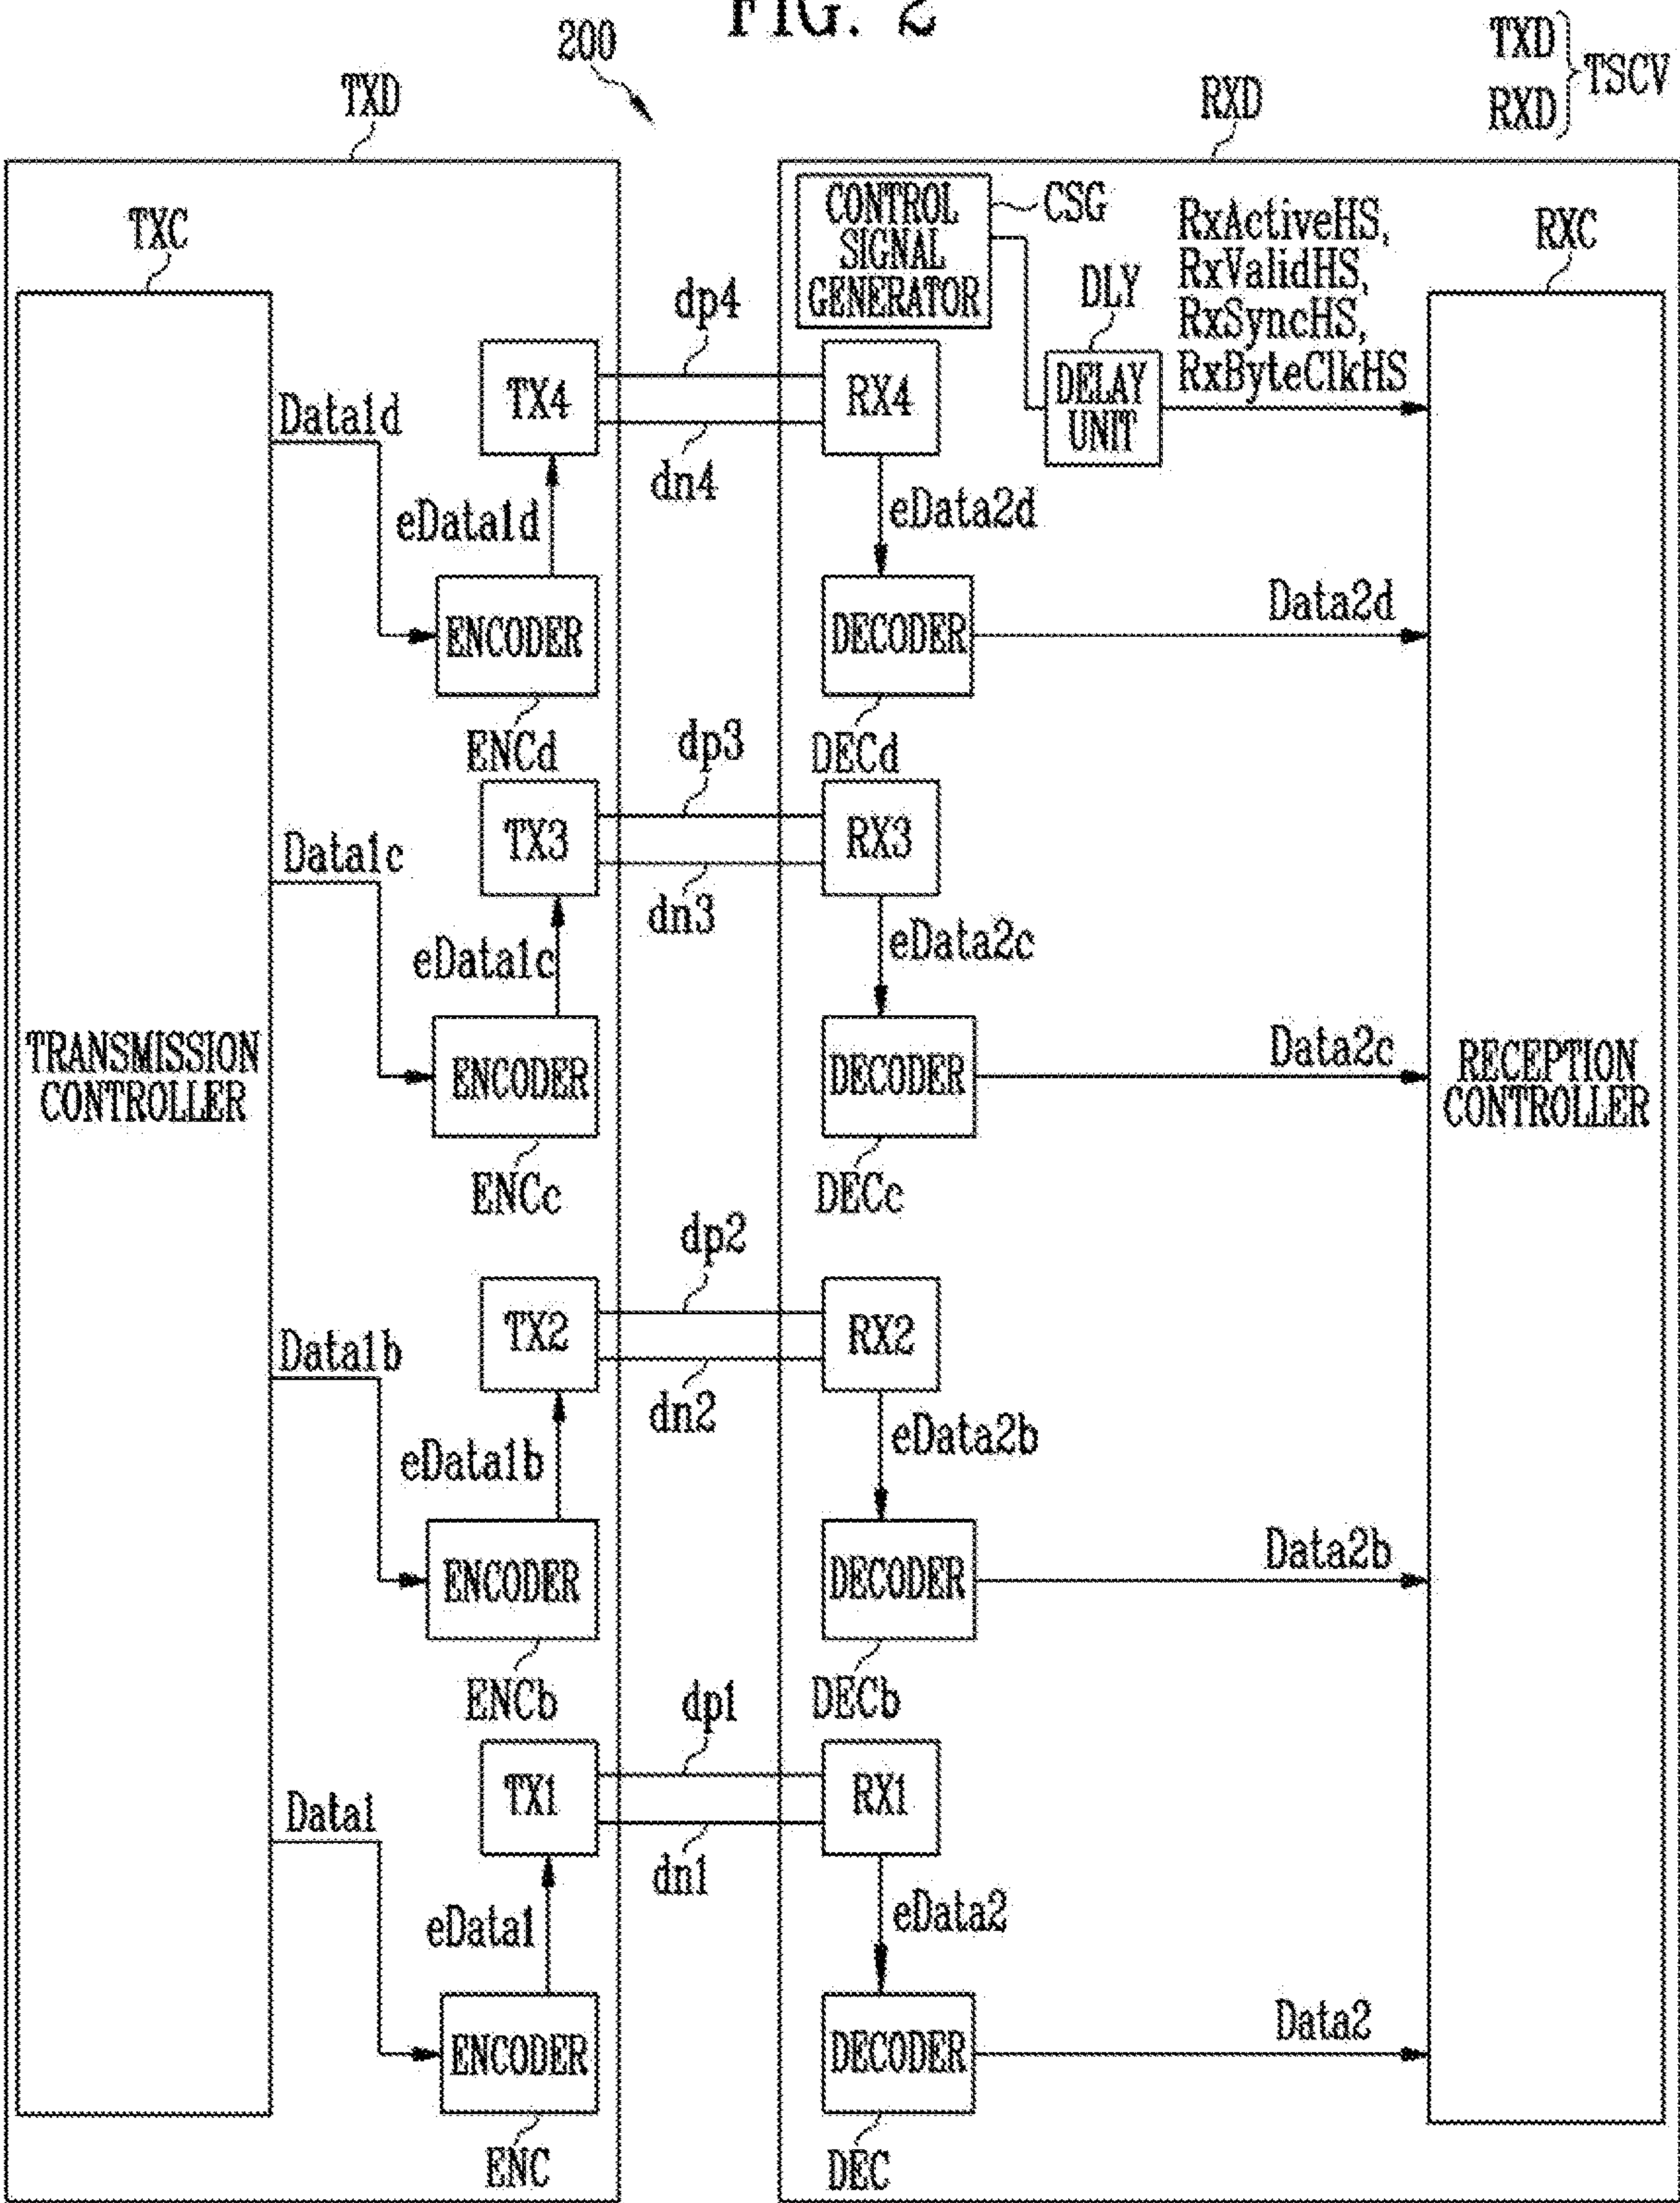 FIG. 2
200
TXD
RXD
TSCV
TXD
RXD
TXC
CONTROL
SIGNAL
GENERATOR
CSG
DLY
RxActiveHS,
RxValidHS,
RxSyncHS,
RxByteClkHS
RXC
dp4
TX4
RX4
DELAY
UNIT
Data1d
dn4
eData1d
eData2d
ENCODER
DECODER
Data2d
ENCd
dp3
DECd
TX3
RX3
Data1c
dn3
eData1c
eData2c
TRANSMISSION
CONTROLLER
ENCODER
DECODER
Data2c
RECEPTION
CONTROLLER
ENCc
DECc
dp2
TX2
RX2
Data1b
dn2
eData1b
eData2b
ENCODER
DECODER
Data2b
ENCb
dp1
DECb
TX1
RX1
Data1
dn1
eData1
eData2
ENCODER
DECODER
Data2
ENC
DEC